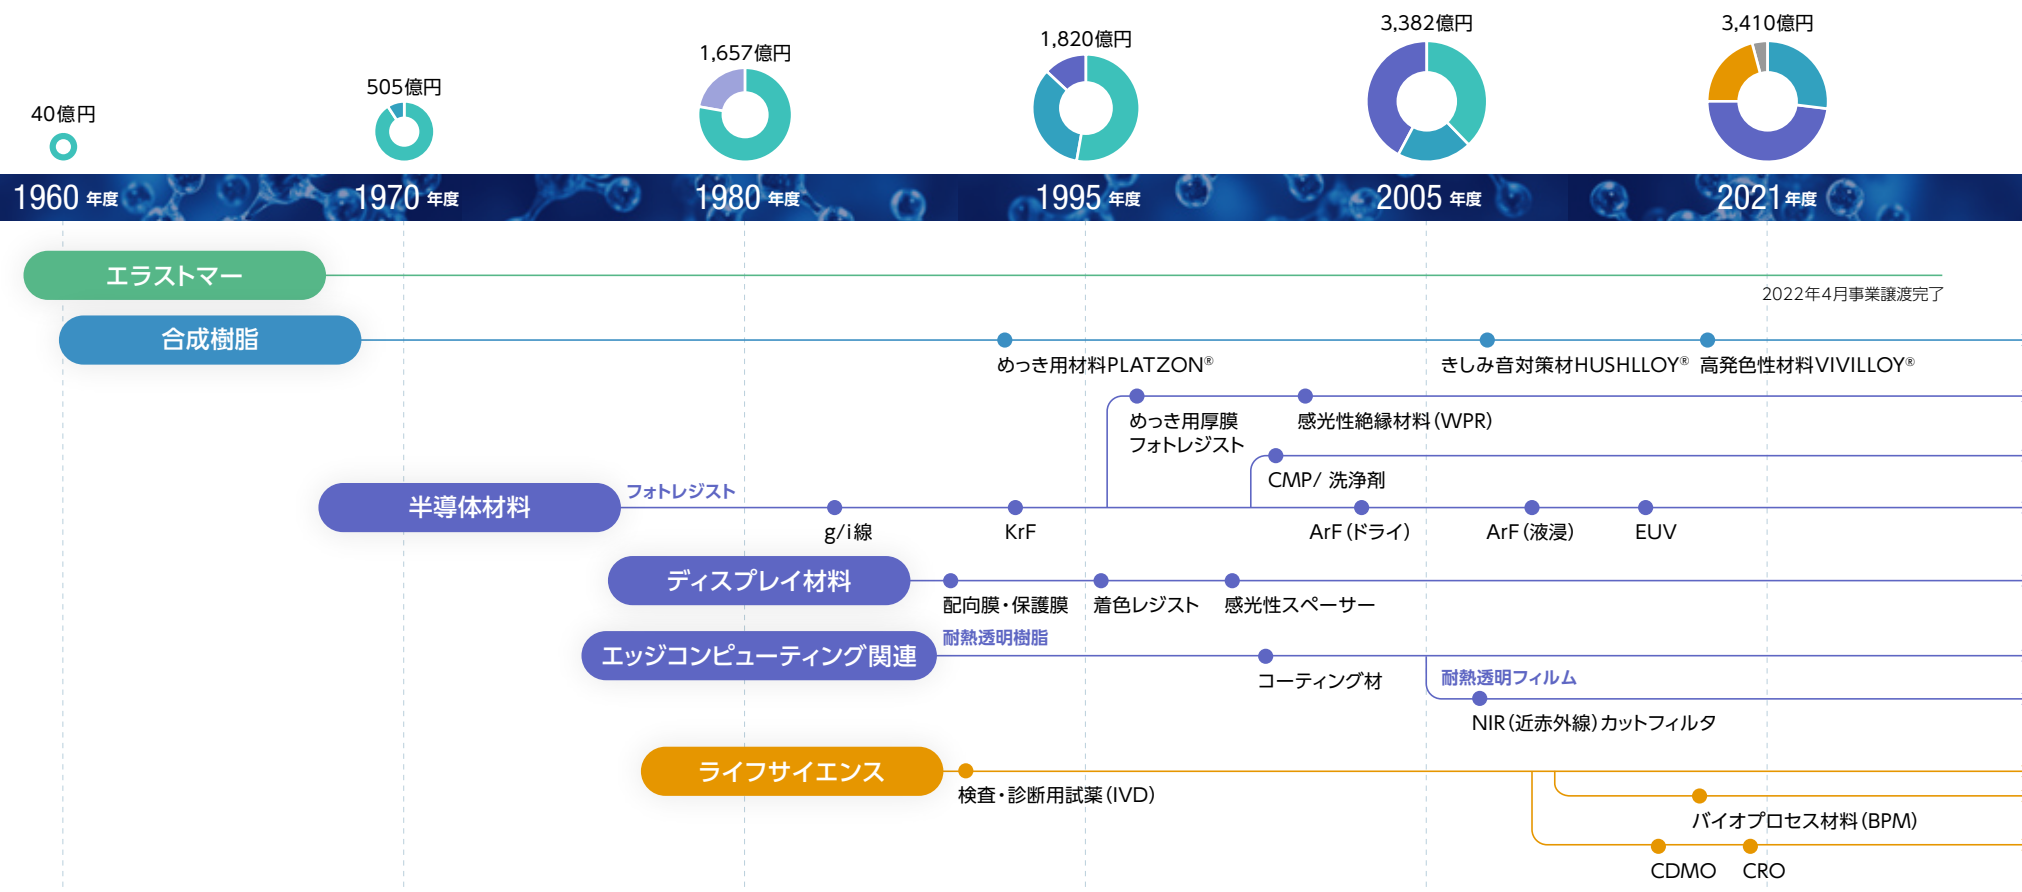 40億円
505億円
1,657億円
1,820億円
3,382億円
3,410億円
1960 年度
1970 年度
1980 年度
1995 年度
2005 年度
2021年度
エラストマー
2022年4月事業譲渡完了
合成樹脂
めっき用材料PLATZON®
きしみ音対策材HUSHLLOY®
高発色性材料VIVILLOY®
めっき用厚膜
フォトレジスト
感光性絶縁材料(WPR)
CMP/ 洗浄剤
半導体材料
フォトレジスト
g/i線
KrF
ArF(ドライ)
ArF(液浸)
EUV
ディスプレイ材料
配向膜・保護膜
着色レジスト
感光性スペーサー
エッジコンピューティング関連
耐熱透明樹脂
コーティング材
耐熱透明フィルム
NIR(近赤外線)カットフィルタ
ライフサイエンス
検査・診断用試薬(IVD)
バイオプロセス材料(BPM)
CDMO
CRO